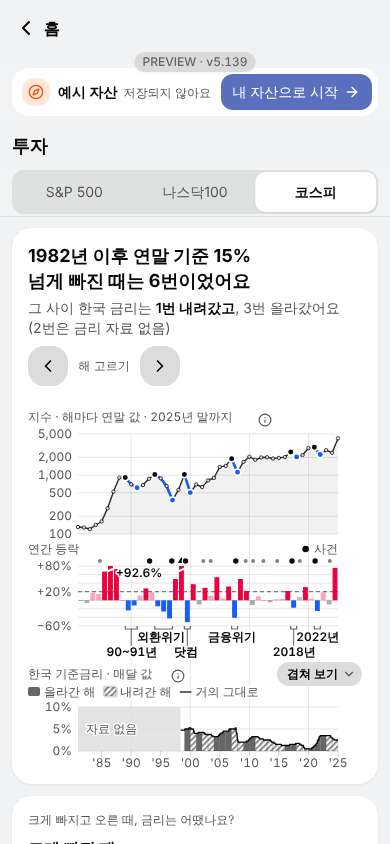 홈
PREVIEW · v5.139
예시 자산 저장되지 않아요 내 자산으로 시작
투자
S&P 500 나스닥100 코스피
1982년 이후 연말 기준 15%
넘게 빠진 때는 6번이었어요
그 사이 한국 금리는 1번 내려갔고, 3번 올라갔어요
(2번은 금리 자료 없음)
해 고르기
지수 · 해마다 연말 값 · 2025년 말까지
5,000
2,000
1,000
500
200
100
연간 등락 사건
+80%
+92.6%
+20%
−60%
외환위기 금융위기 2022년
90~91년 닷컴 2018년
한국 기준금리 · 매달 값 겹쳐 보기
올라간 해 내려간 해 거의 그대로
10%
자료 없음
5%
0%
'85 '90 '95 '00 '05 '10 '15 '20 '25
크게 빠지고 오른 때, 금리는 어땠나요?